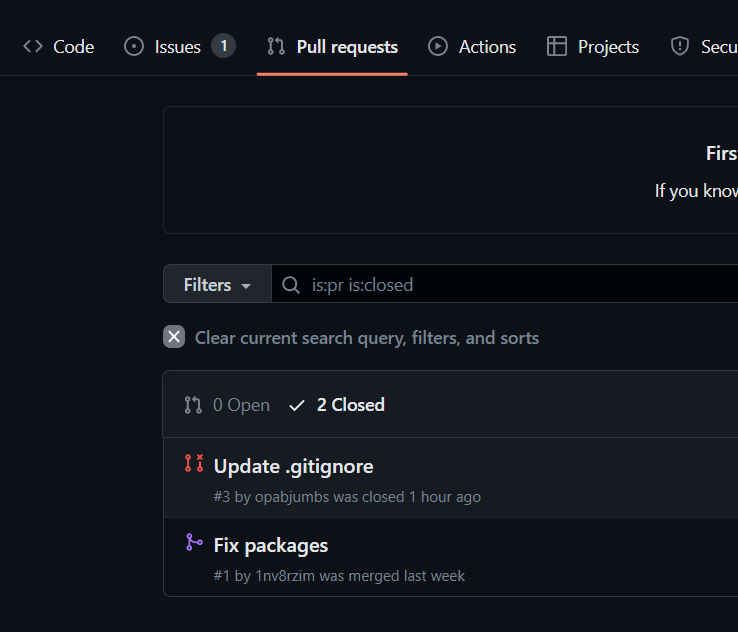 Code Issues 1 Pull requests Actions Projects Secu
Firs
If you know
Filters is:pr is:closed
Clear current search query, filters, and sorts
0 Open 2 Closed
Update .gitignore
#3 by opabjumbs was closed 1 hour ago
Fix packages
#1 by 1nv8rzim was merged last week